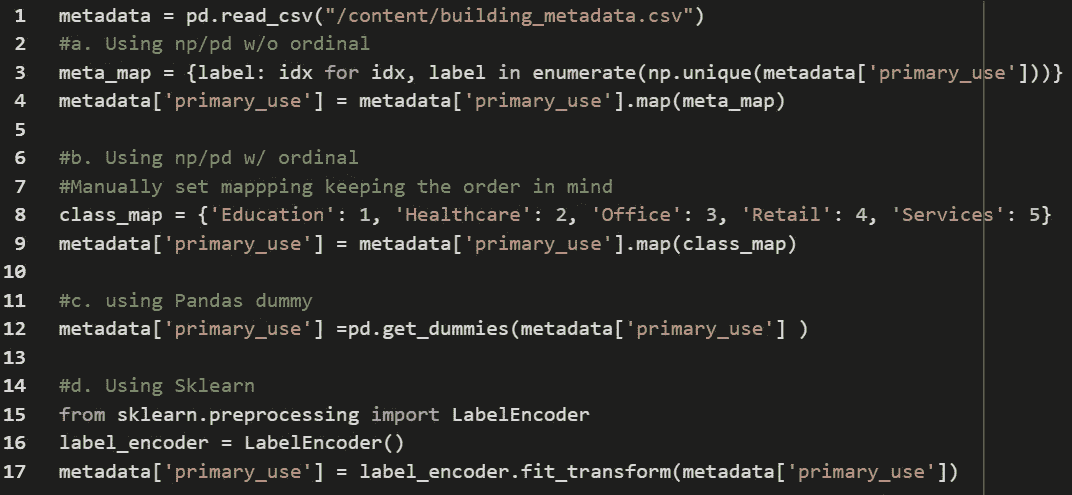 1 metadata = pd.read_csv("/content/building_metadata.csv")
2 #a. Using np/pd w/o ordinal
3 meta_map = {label: idx for idx, label in enumerate(np.unique(metadata['primary_use']))}
4 metadata['primary_use'] = metadata['primary_use'].map(meta_map)
5
6 #b. Using np/pd w/ ordinal
7 #Manually set mappping keeping the order in mind
8 class_map = {'Education': 1, 'Healthcare': 2, 'Office': 3, 'Retail': 4, 'Services': 5}
9 metadata['primary_use'] = metadata['primary_use'].map(class_map)
10
11 #c. using Pandas dummy
12 metadata['primary_use'] =pd.get_dummies(metadata['primary_use'] )
13
14 #d. Using Sklearn
15 from sklearn.preprocessing import LabelEncoder
16 label_encoder = LabelEncoder()
17 metadata['primary_use'] = label_encoder.fit_transform(metadata['primary_use'])